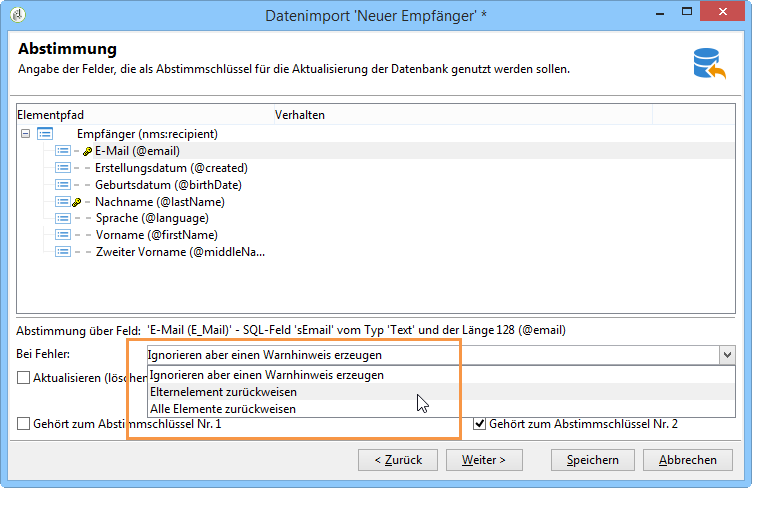 Datenimport 'Neuer Empfänger' *
Abstimmung
Angabe der Felder, die als Abstimmschlüssel für die Aktualisierung der Datenbank genutzt werden sollen.
Elementpfad Verhalten
Empfänger (nms:recipient)
E-Mail (@email)
Erstellungsdatum (@created)
Geburtsdatum (@birthDate)
Nachname (@lastName)
Sprache (@language)
Vorname (@firstName)
Zweiter Vorname (@middleNa...
Abstimmung über Feld: 'E-Mail (E_Mail)' - SQL-Feld 'sEmail' vom Typ 'Text' und der Länge 128 (@email)
Bei Fehler: Ignorieren aber einen Warnhinweis erzeugen
Aktualisieren (löschen
Ignorieren aber einen Warnhinweis erzeugen
Elternelement zurückweisen
Alle Elemente zurückweisen
Gehört zum Abstimmschlüssel Nr. 1 Gehört zum Abstimmschlüssel Nr. 2
< Zurück Weiter > Speichern Abbrechen